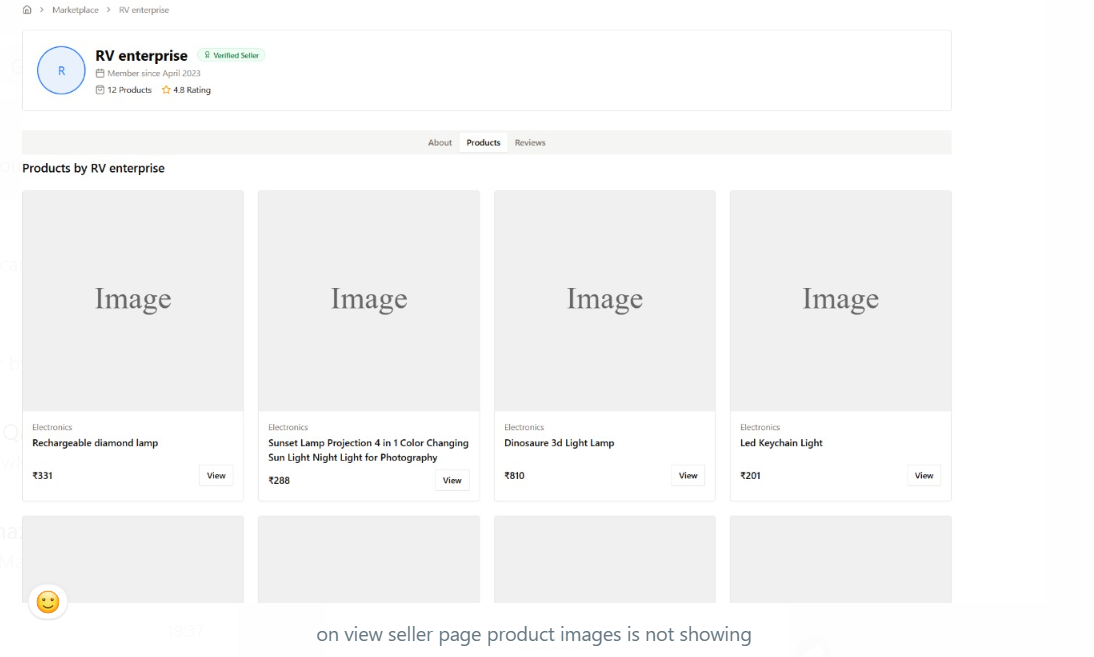 Marketplace > RV enterprise
RV enterprise Verified Seller
R
Member since April 2023
12 Products 4.8 Rating
About Products Reviews
Products by RV enterprise
Image Image Image Image
Electronics Electronics Electronics Electronics
Rechargeable diamond lamp
Sunset Lamp Projection 4 in 1 Color Changing
Sun Light Night Light for Photography
Dinosaure 3d Light Lamp
Led Keychain Light
₹331 View
₹288 View
₹810 View
₹201 View
on view seller page product images is not showing